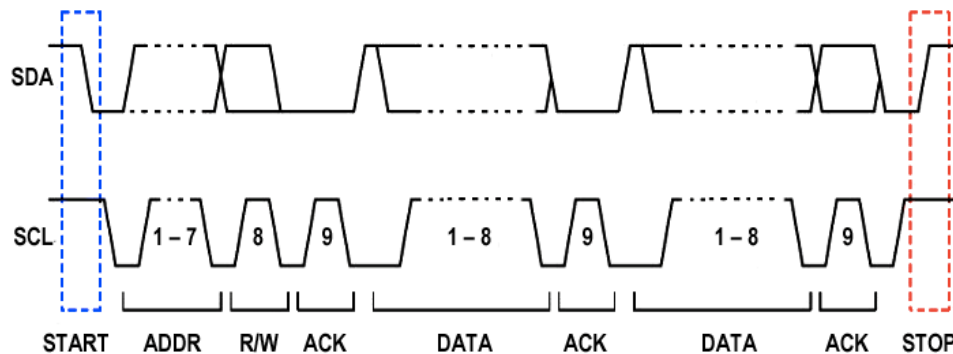 SDA
SCL 1 – 7 8 9 1 – 8 9 1 – 8 9
START ADDR R/W ACK DATA ACK DATA ACK STOP